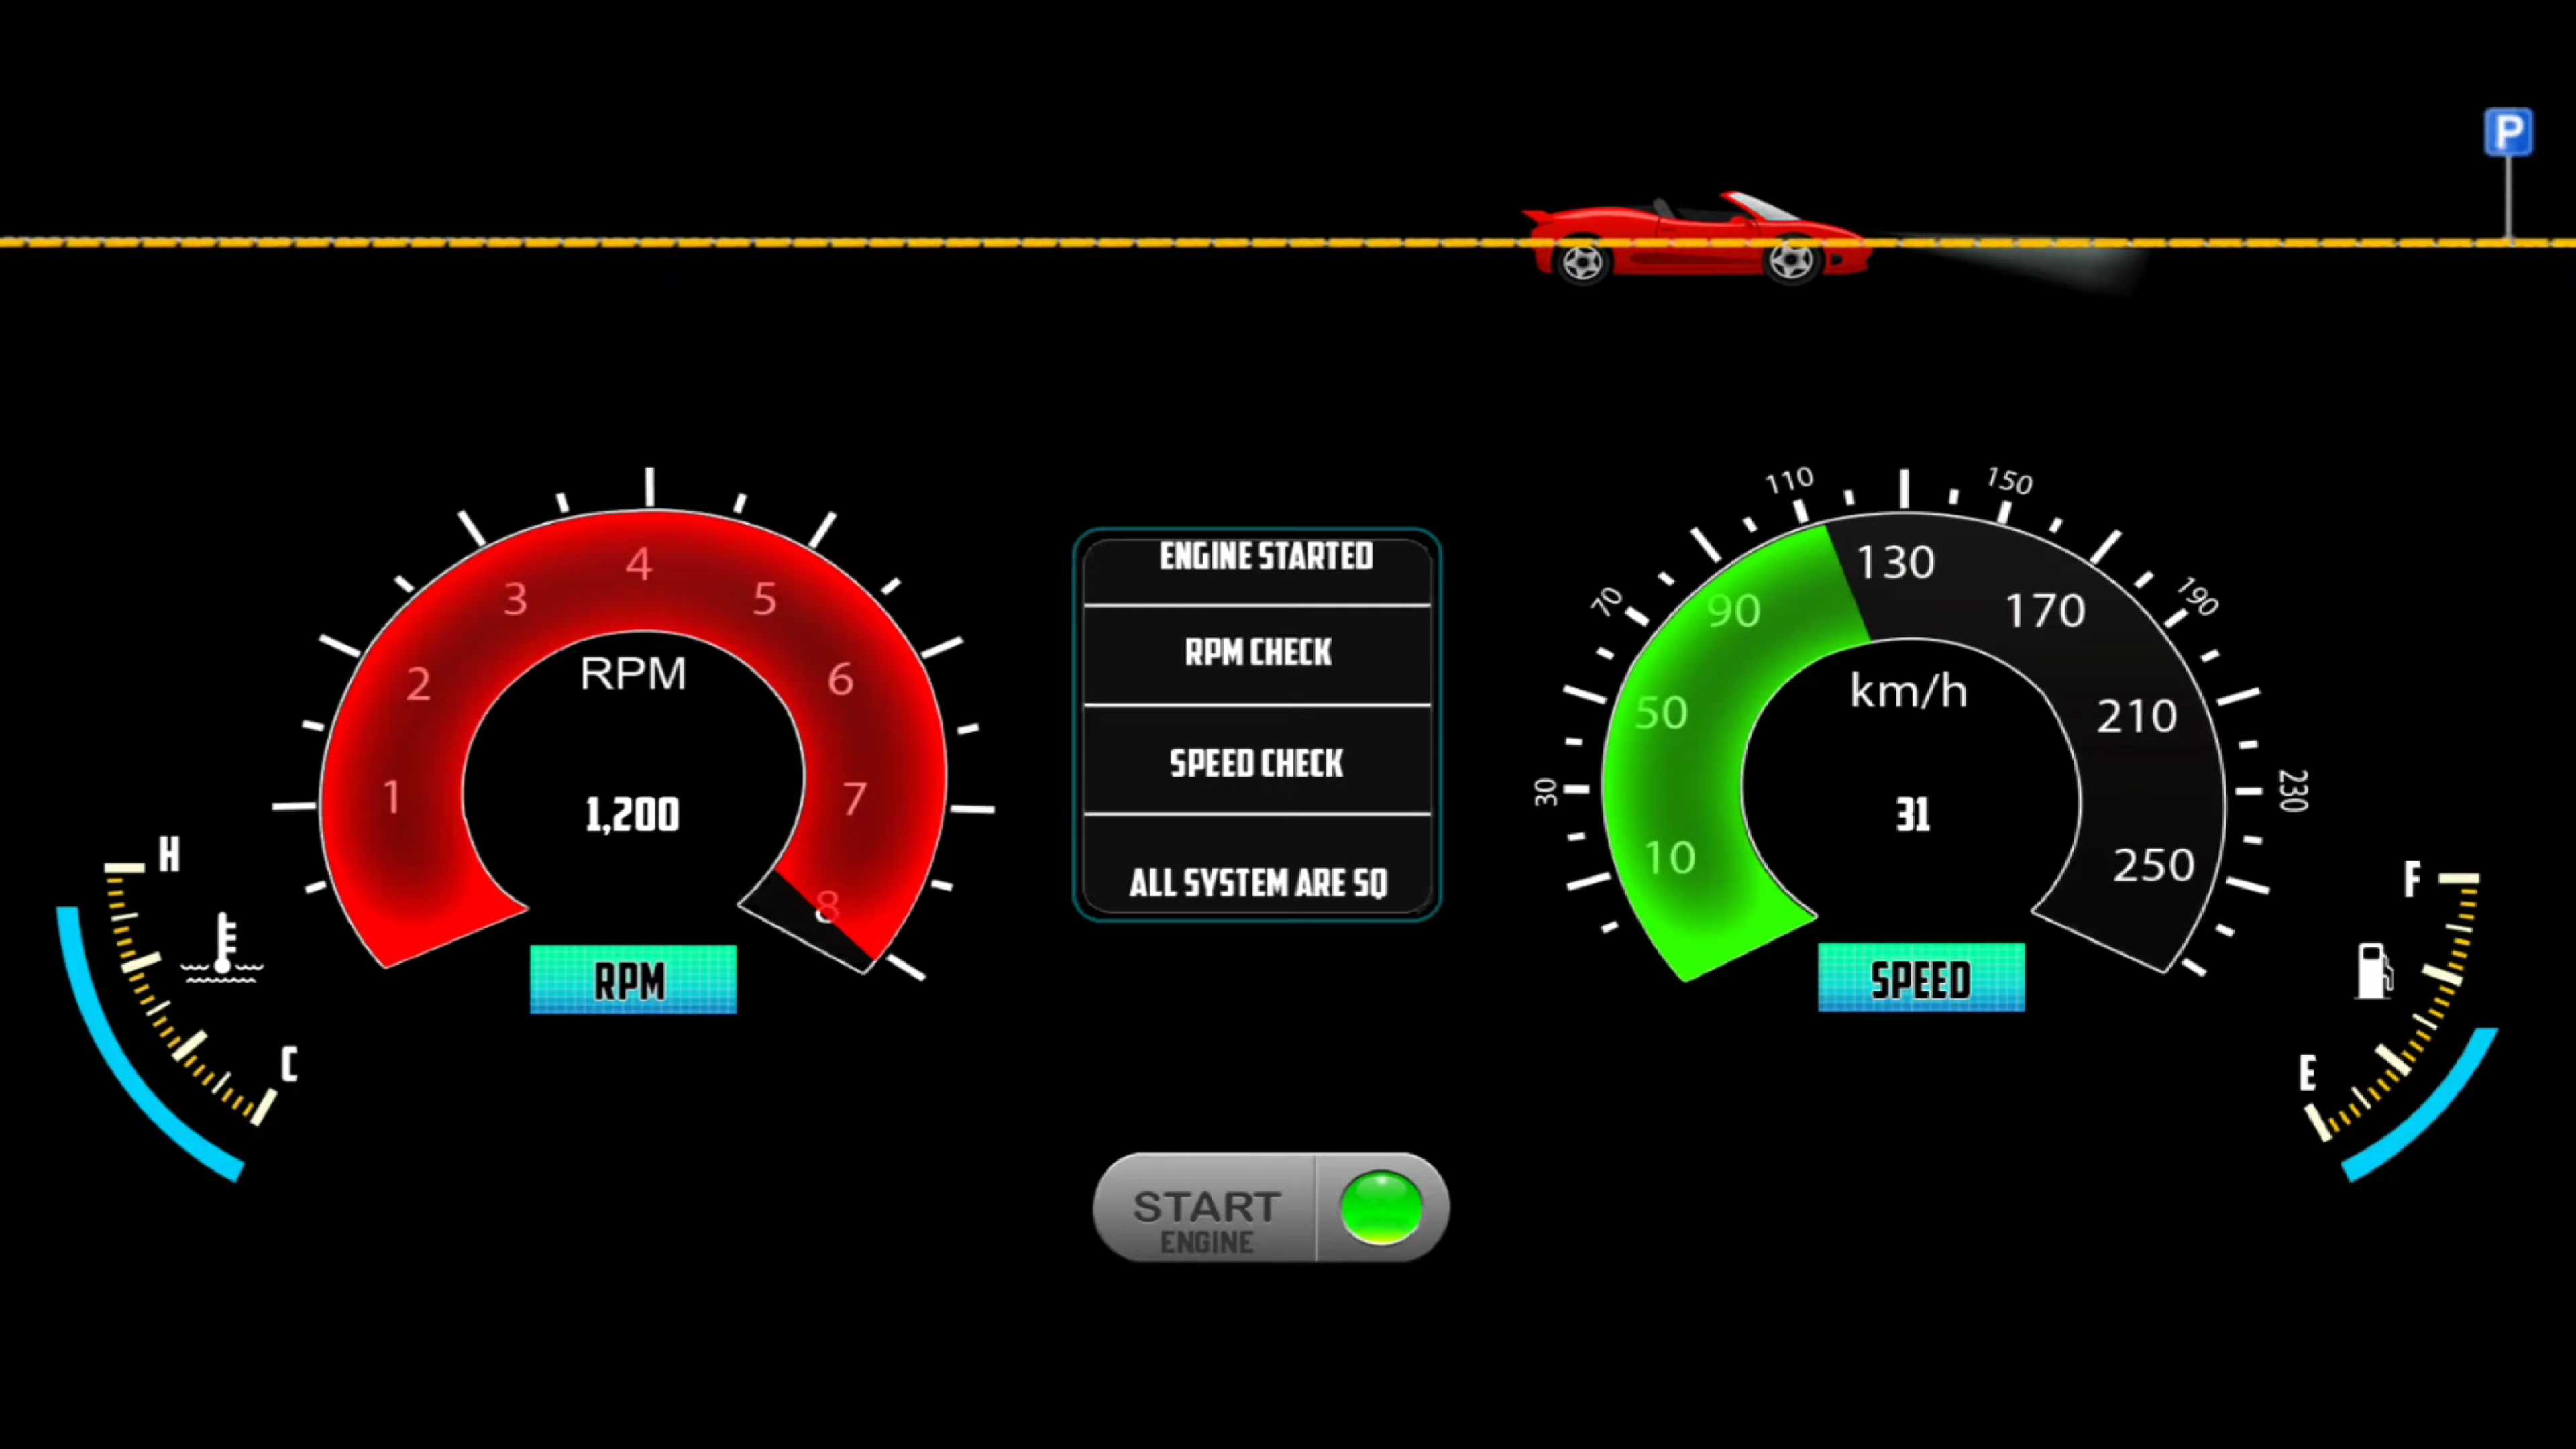 P
110
150
130
4
3
5
90
170
70
190
ENGINE STARTED
RPM CHECK
SPEED CHECK
ALL SYSTEM ARE SQ
RPM
2
6
km/h
50
210
1
7
1,200
30
31
230
H
10
250
F
8
RPM
SPEED
C
E
START
ENGINE